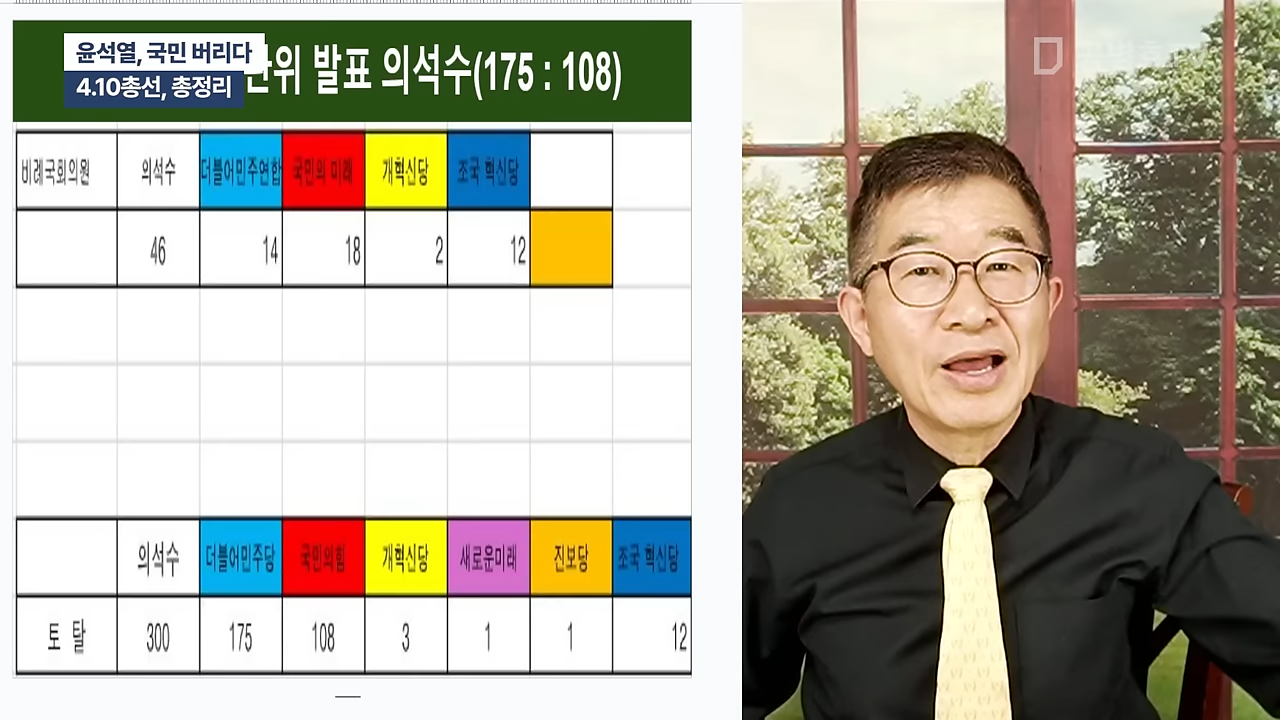 윤석열, 국민 버리다
4.10총선, 총정리
위 발표 의석수(175 : 108)
비례국회의원 의석수 더불어민주연합 국민의 미래 개혁신당 조국 혁신당
46 14 18 2 12
의석수 더불어민주당 국민의힘 개혁신당 새로운미래 진보당 조국 혁신당
토 탈 300 175 108 3 1 1 12